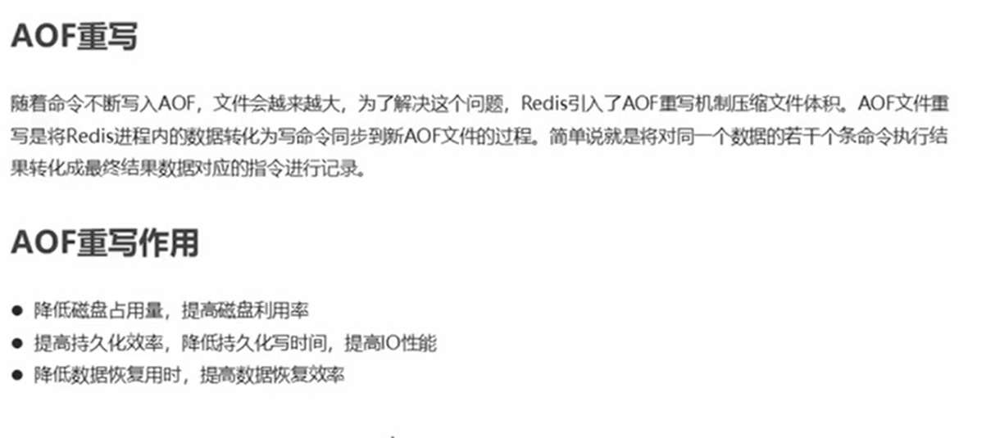 AOF重写
随着命令不断写入AOF，文件会越来越大，为了解决这个问题，Redis引入了AOF重写机制压缩文件体积。AOF文件重
写是将Redis进程内的数据转化为写命令同步到新AOF文件的过程。简单说就是将对同一个数据的若干个条命令执行结
果转化成最终结果数据对应的指令进行记录。
AOF重写作用
● 降低磁盘占用量，提高磁盘利用率
● 提高持久化效率，降低持久化写时间，提高IO性能
● 降低数据恢复用时，提高数据恢复效率